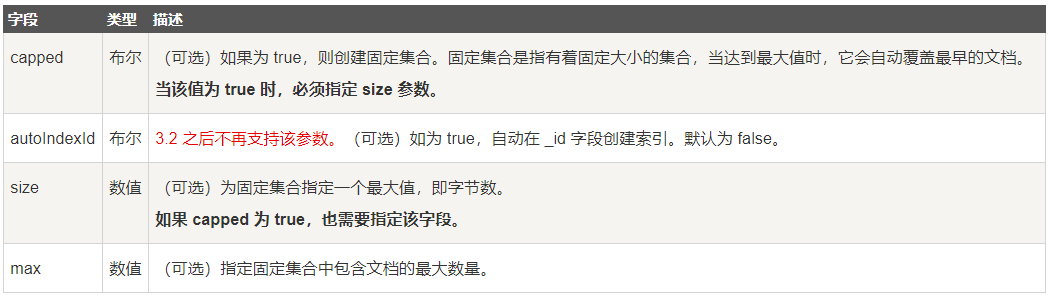 字段 类型 描述
capped 布尔 （可选）如果为 true，则创建固定集合。固定集合是指有着固定大小的集合，当达到最大值时，它会自动覆盖最早的文档。
当该值为 true 时，必须指定 size 参数。
autoIndexId 布尔 3.2 之后不再支持该参数。（可选）如为 true，自动在 _id 字段创建索引。默认为 false。
size 数值 （可选）为固定集合指定一个最大值，即字节数。
如果 capped 为 true，也需要指定该字段。
max 数值 （可选）指定固定集合中包含文档的最大数量。